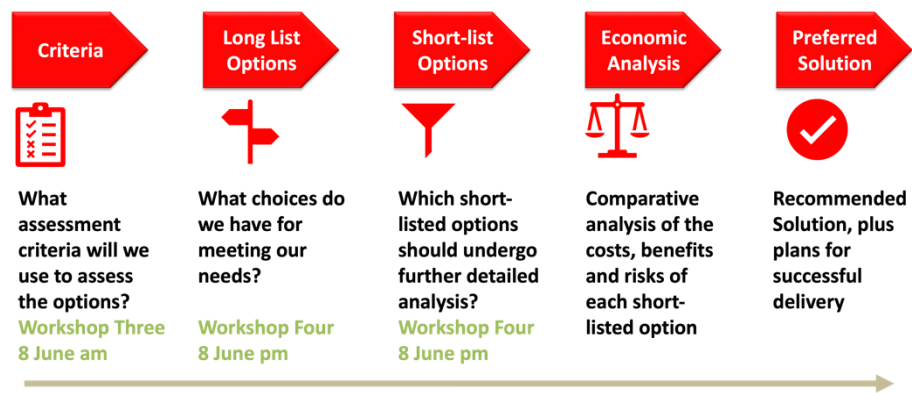 Criteria
Long List
Options
Short-list
Options
Economic
Analysis
Preferred
Solution
What
assessment
criteria will we
use to assess
the options?
Workshop Three
8 June am
What choices do
we have for
meeting our
needs?
Workshop Four
8 June pm
Which short-
listed options
should undergo
further detailed
analysis?
Workshop Four
8 June pm
Comparative
analysis of the
costs, benefits
and risks of
each short-
listed option
Recommended
Solution, plus
plans for
successful
delivery